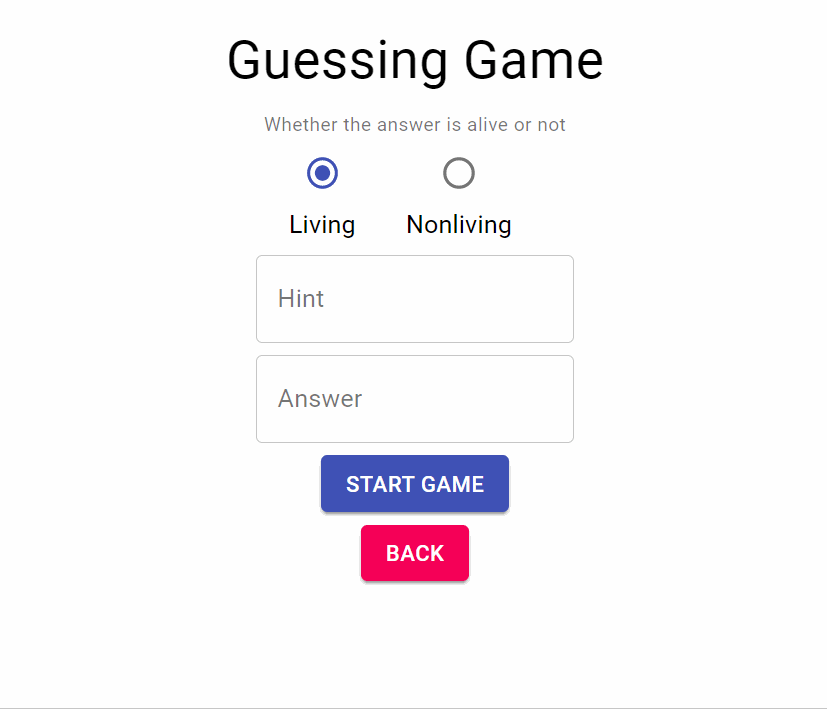 Guessing Game
Whether the answer is alive or not
Living Nonliving
Hint
Answer
START GAME
BACK